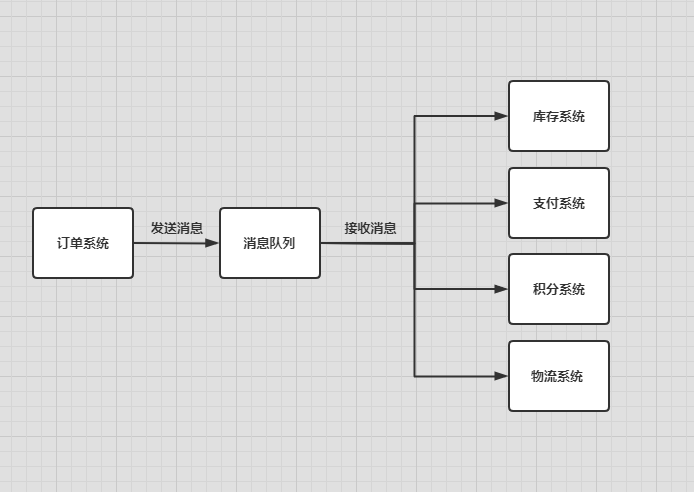 库存系统
支付系统
订单系统
发送消息
消息队列
接收消息
积分系统
物流系统